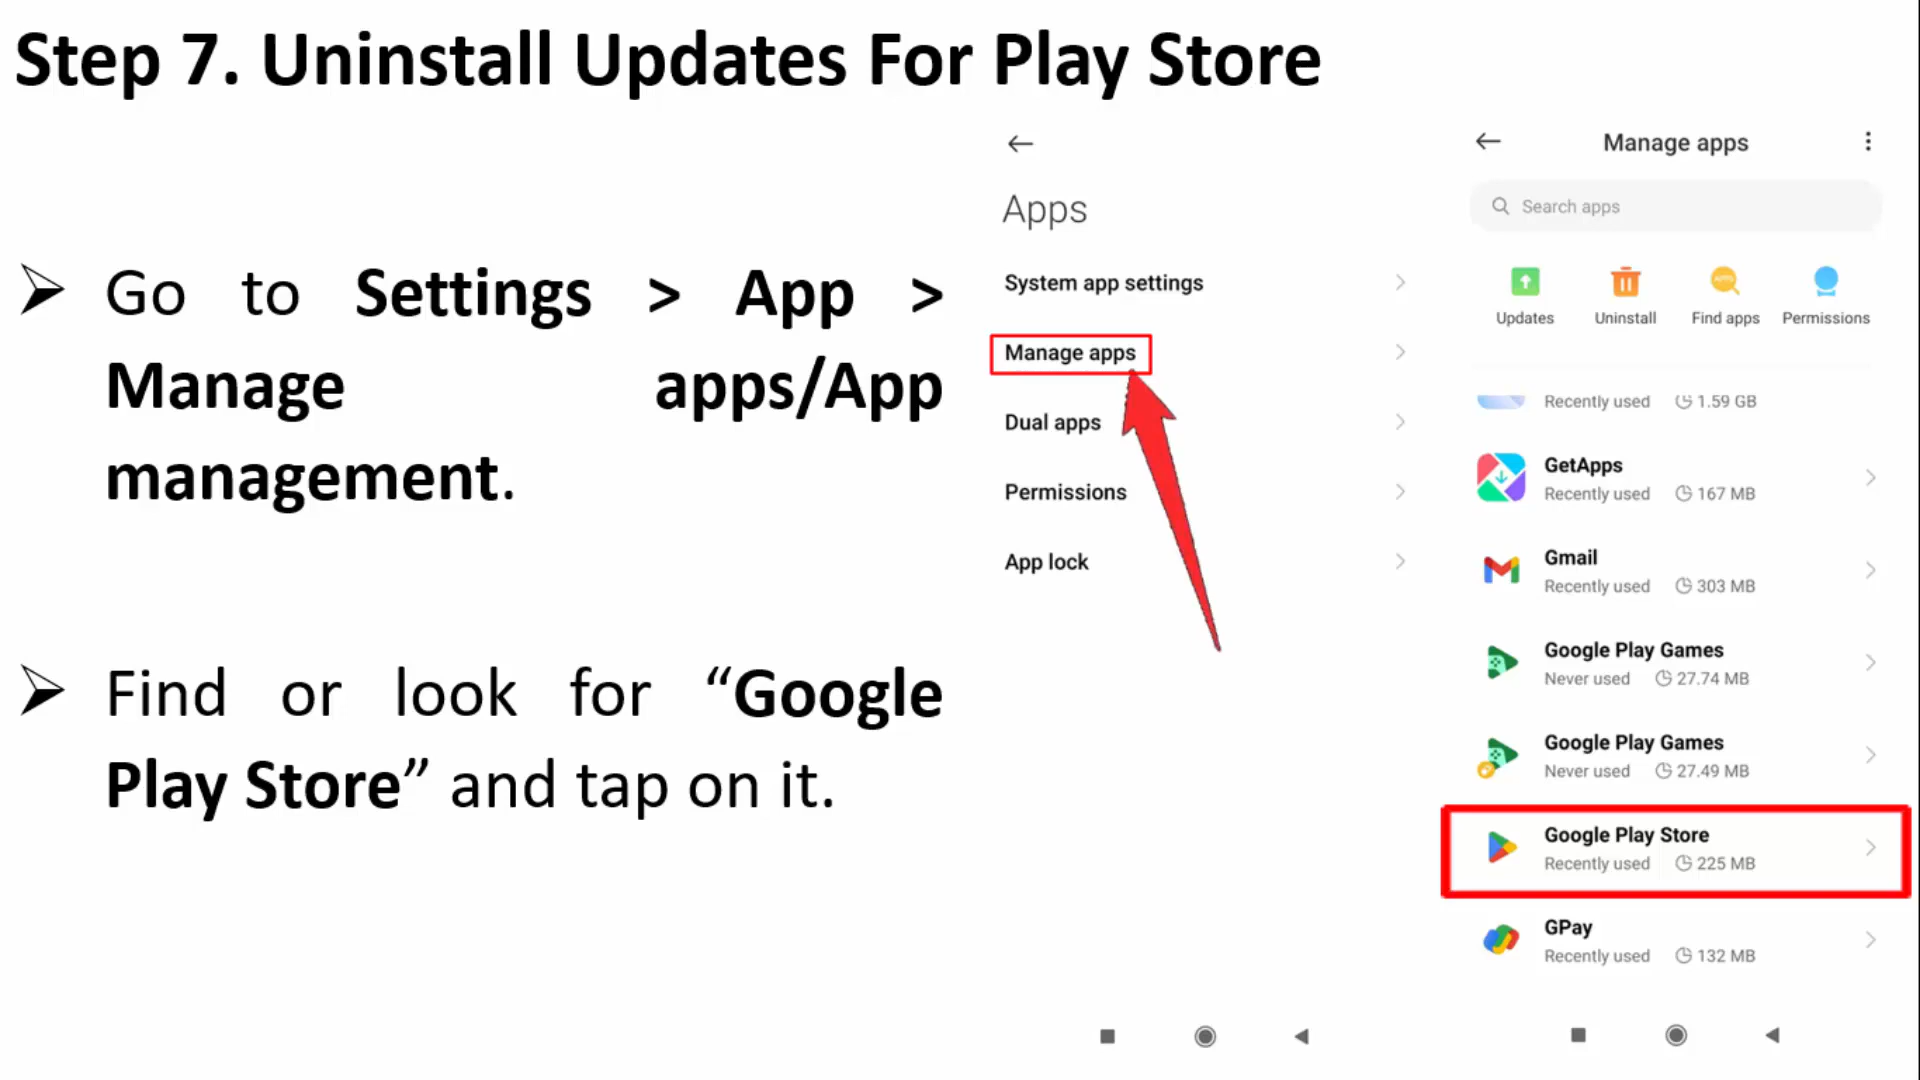 Step 7. Uninstall Updates For Play Store
➢ Go to Settings > App >
Manage apps/App
management.
➢ Find or look for “Google
Play Store” and tap on it.
Apps
System app settings
Manage apps
Dual apps
Permissions
App lock
Manage apps
Search apps
Updates
Uninstall
Find apps
Permissions
Recently used 1.59 GB
GetApps
Recently used 167 MB
Gmail
Recently used 303 MB
Google Play Games
Never used 27.74 MB
Google Play Games
Never used 27.49 MB
Google Play Store
Recently used 225 MB
GPay
Recently used 132 MB